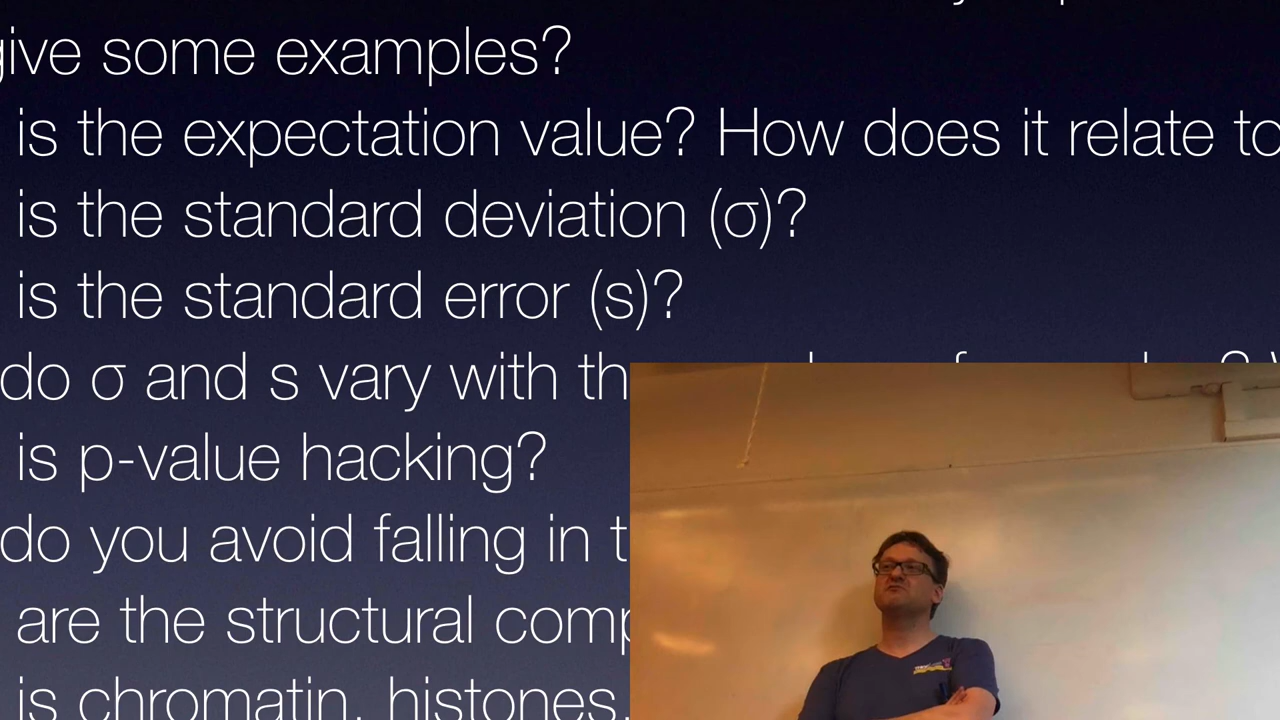 give some examples?
is the expectation value? How does it relate to
is the standard deviation (σ)?
is the standard error (s)?
do σ and s vary with
is p-value hacking?
do you avoid falling in
are the structural
is chromatin, histones,